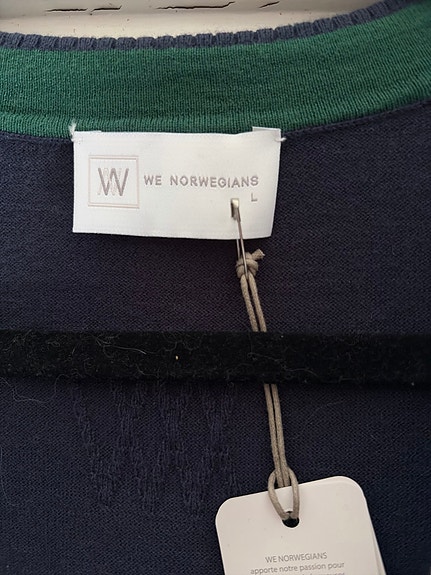 W WE NORWEGIANS
L
WE NORWEGIANS
apporte notre passion pour